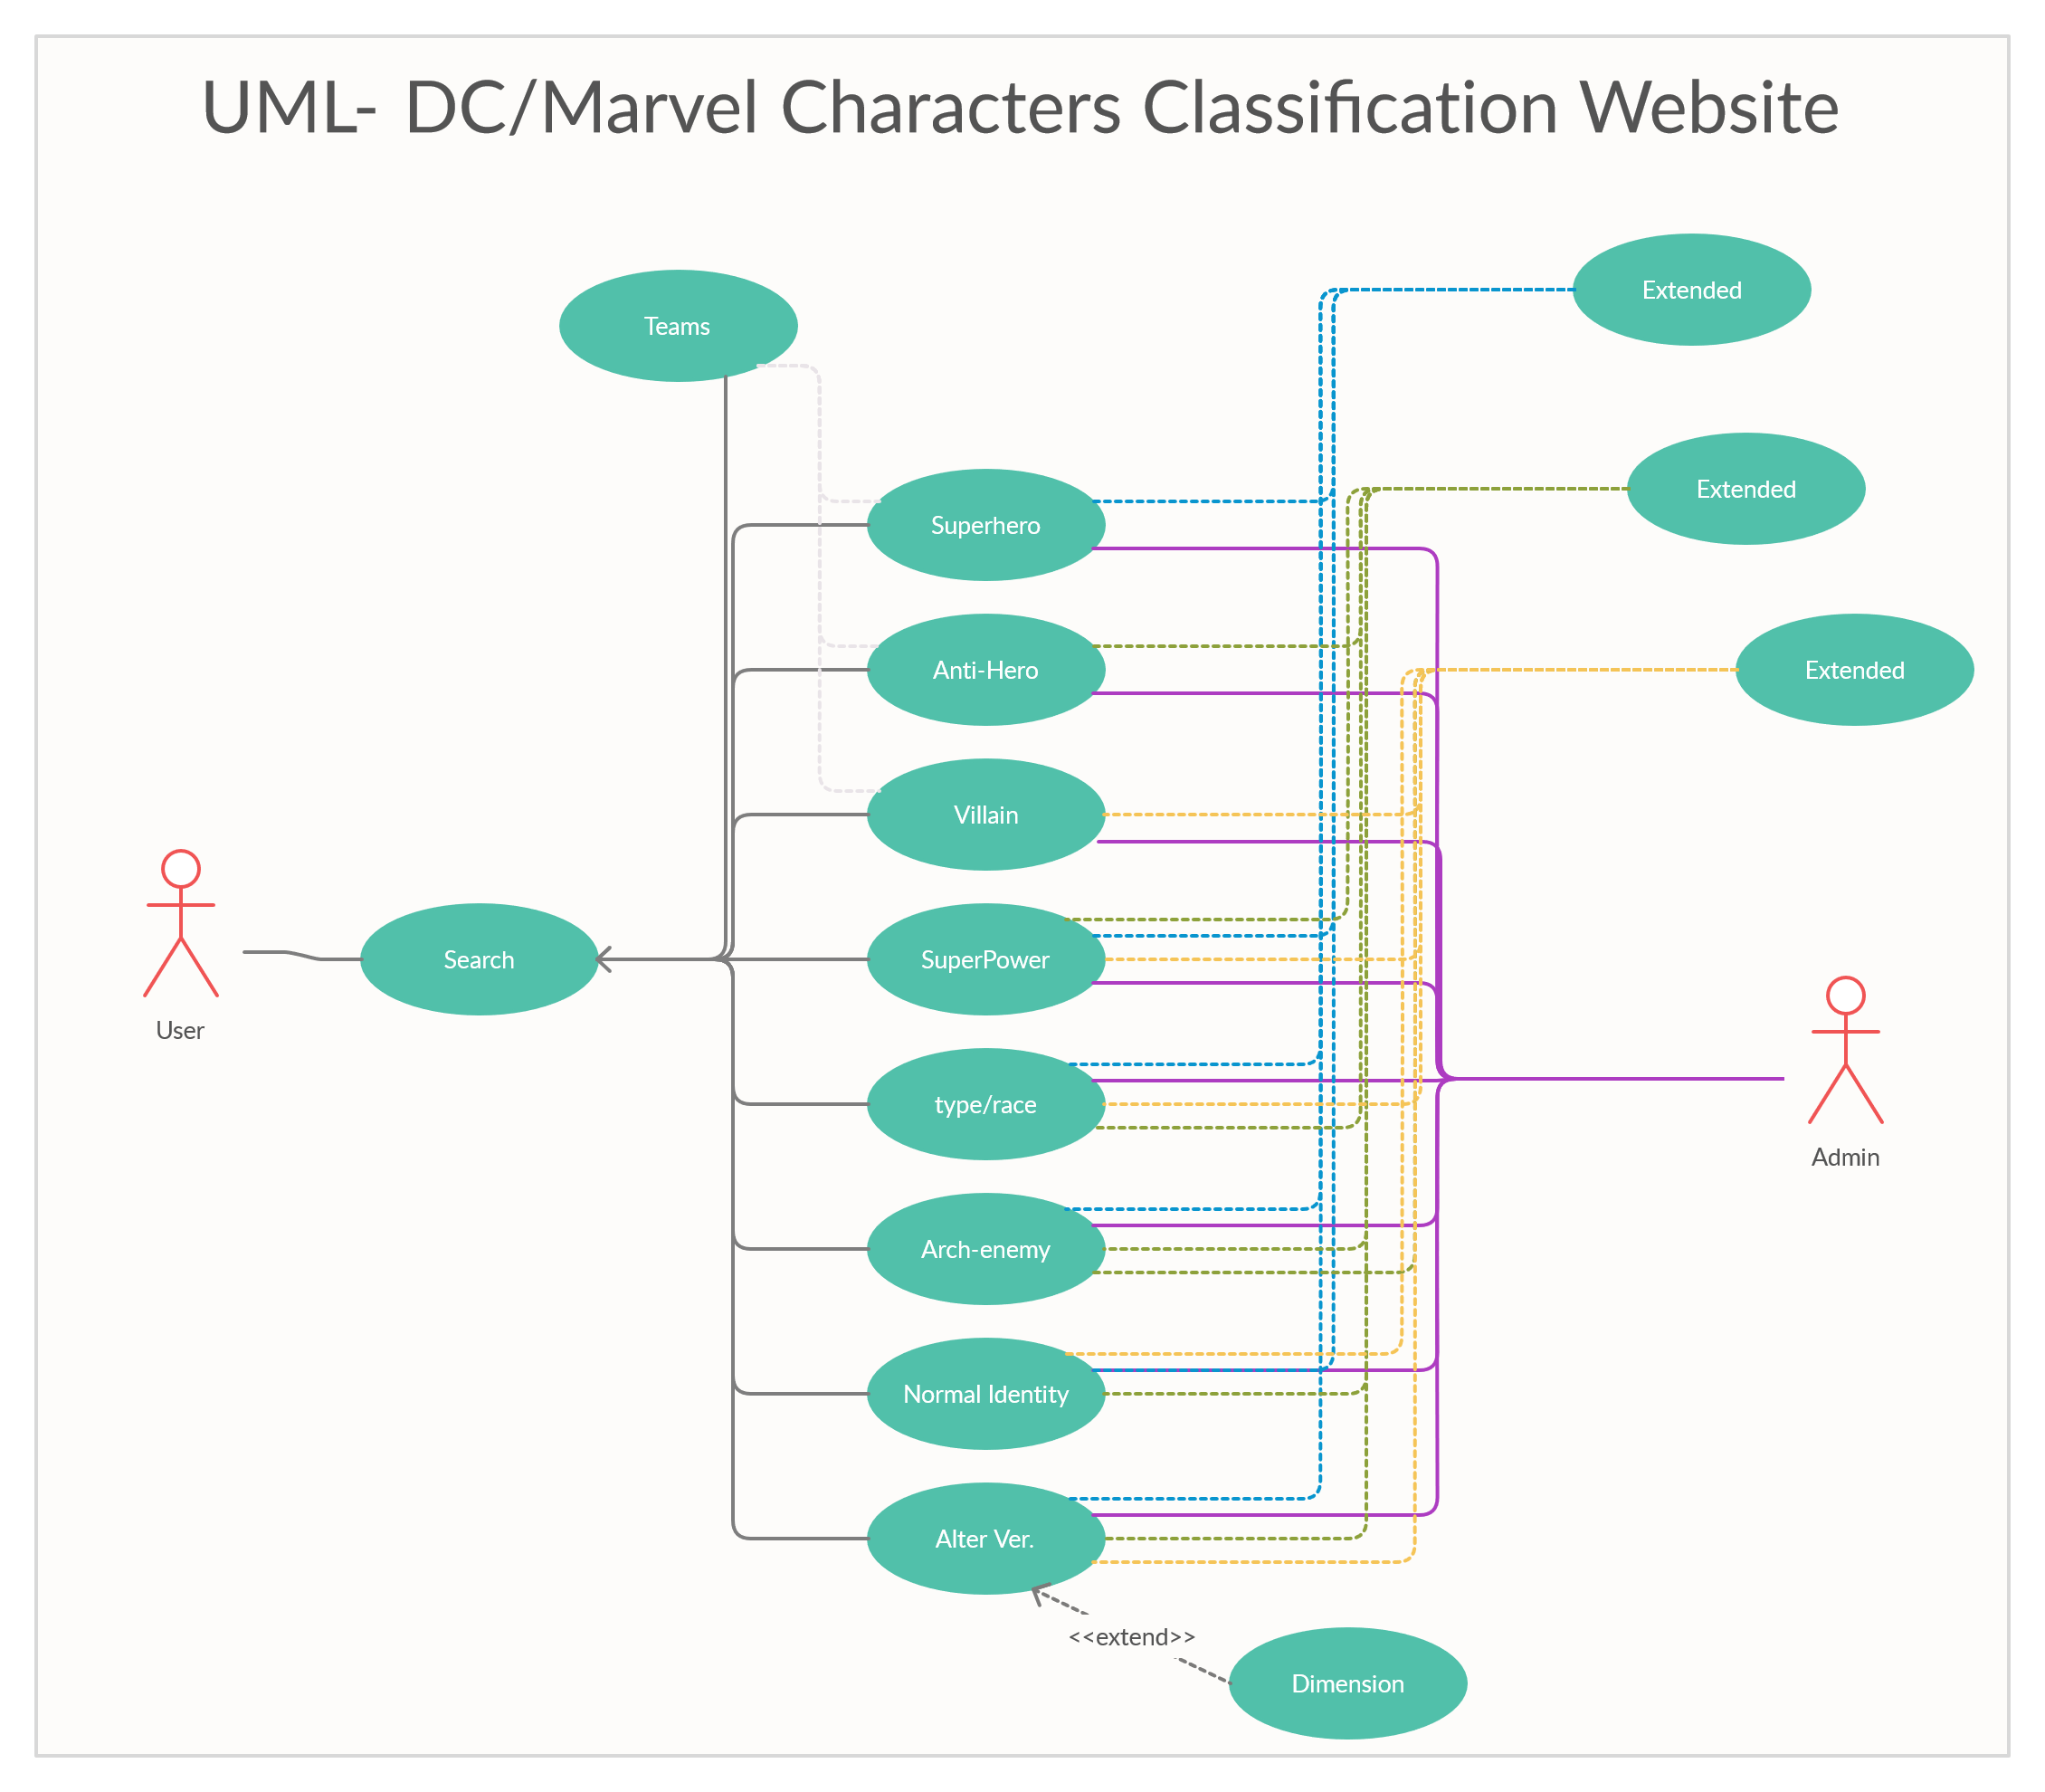 UML- DC/Marvel Characters Classification Website
Extended
Teams
Extended
Superhero
Extended
Anti-Hero
Villain
Search
SuperPower
User
type/race
Admin
Arch-enemy
Normal Identity
Alter Ver.
<<extend>>
Dimension